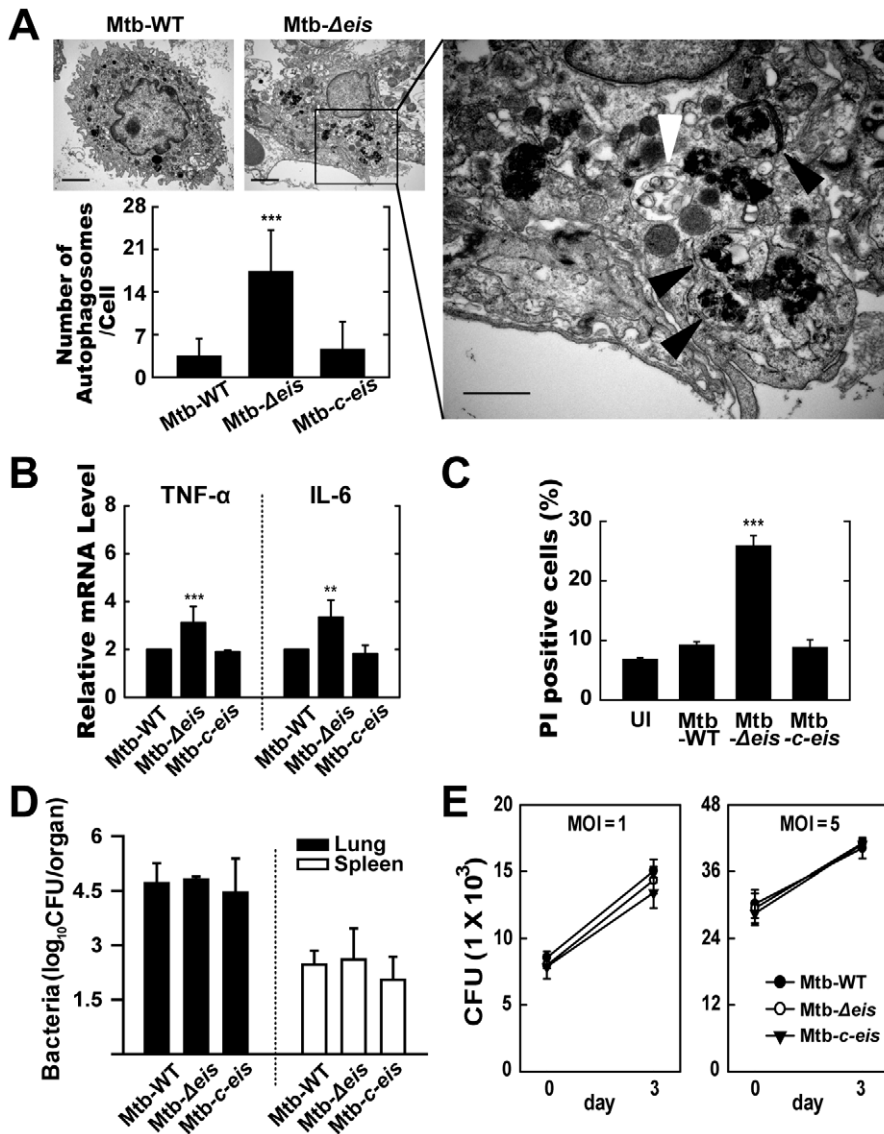 A
Mtb-WT
Mtb-Δeis
Number of
Autophagosomes
/Cell
28
21
14
7
0
***
Mtb-WT
Mtb-Δeis
Mtb-c-eis
B
Relative mRNA Level
8
6
4
2
0
TNF-α
IL-6
***
**
Mtb-WT
Mtb-Δeis
Mtb-c-eis
Mtb-WT
Mtb-Δeis
Mtb-c-eis
C
PI positive cells (%)
30
20
10
0
***
UI
Mtb
-WT
Mtb
-Δeis
Mtb
-c-eis
D
Bacteria (log₁₀CFU/organ)
6
4.5
3
1.5
Lung
Spleen
Mtb-WT
Mtb-Δeis
Mtb-c-eis
Mtb-WT
Mtb-Δeis
Mtb-c-eis
E
CFU (1 X 10³)
20
15
10
5
0
MOI = 1
0
3
day
48
36
24
12
0
MOI = 5
Mtb-WT
Mtb-Δeis
Mtb-c-eis
0
3
day